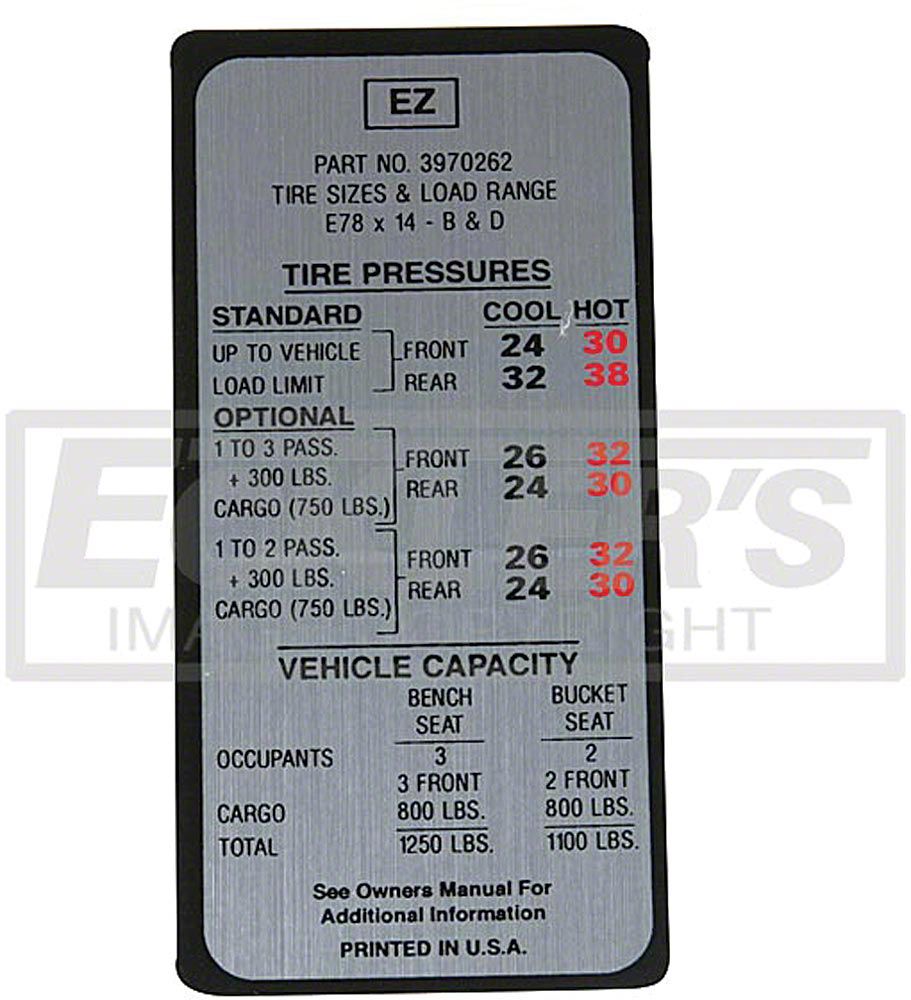 EZ
PART NO. 3970262
TIRE SIZES & LOAD RANGE
E78 x 14 - B & D
TIRE PRESSURES
STANDARD COOL HOT
UP TO VEHICLE FRONT 24 30
LOAD LIMIT REAR 32 38
OPTIONAL
1 TO 3 PASS. FRONT 26 32
+ 300 LBS. REAR 24 30
CARGO (750 LBS.)
1 TO 2 PASS. FRONT 26 32
+ 300 LBS. REAR 24 30
CARGO (750 LBS.)
VEHICLE CAPACITY
BENCH BUCKET
SEAT SEAT
OCCUPANTS 3 2
3 FRONT 2 FRONT
CARGO 800 LBS. 800 LBS.
TOTAL 1250 LBS. 1100 LBS.
See Owners Manual For
Additional Information
PRINTED IN U.S.A.